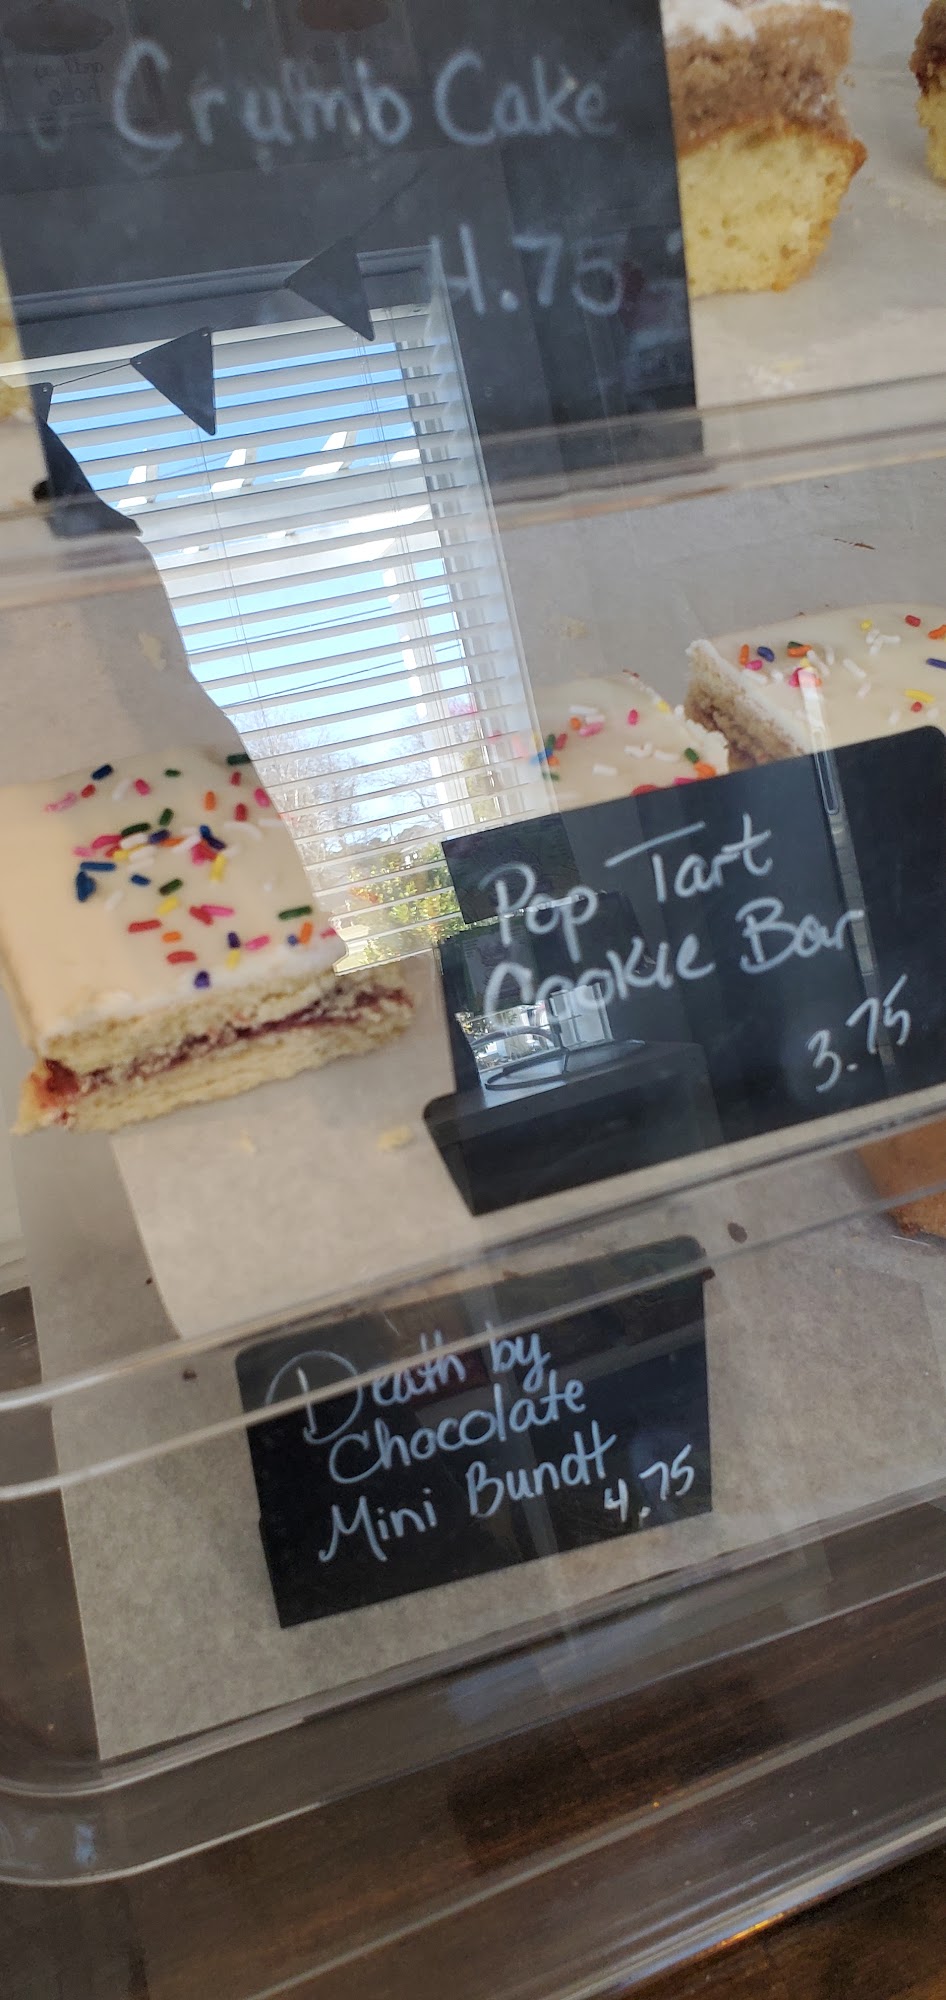 Crumb Cake
4.75
Pop Tart
Cookie Bar
3.75
Death by
Chocolate
Mini Bundt
4.75